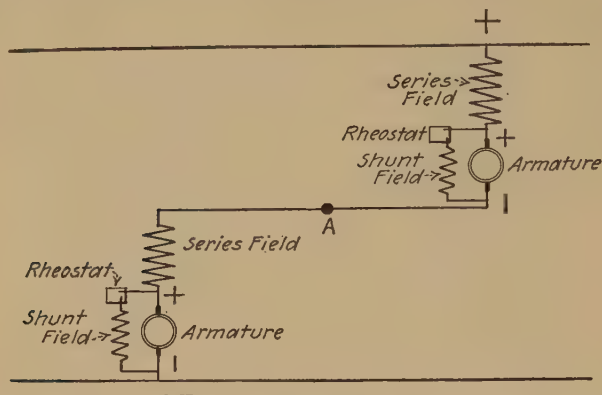 +
Series
Field
Rheostat
+
Shunt
Field
Armature
A
Series Field
Rheostat
+
Shunt
Field
Armature